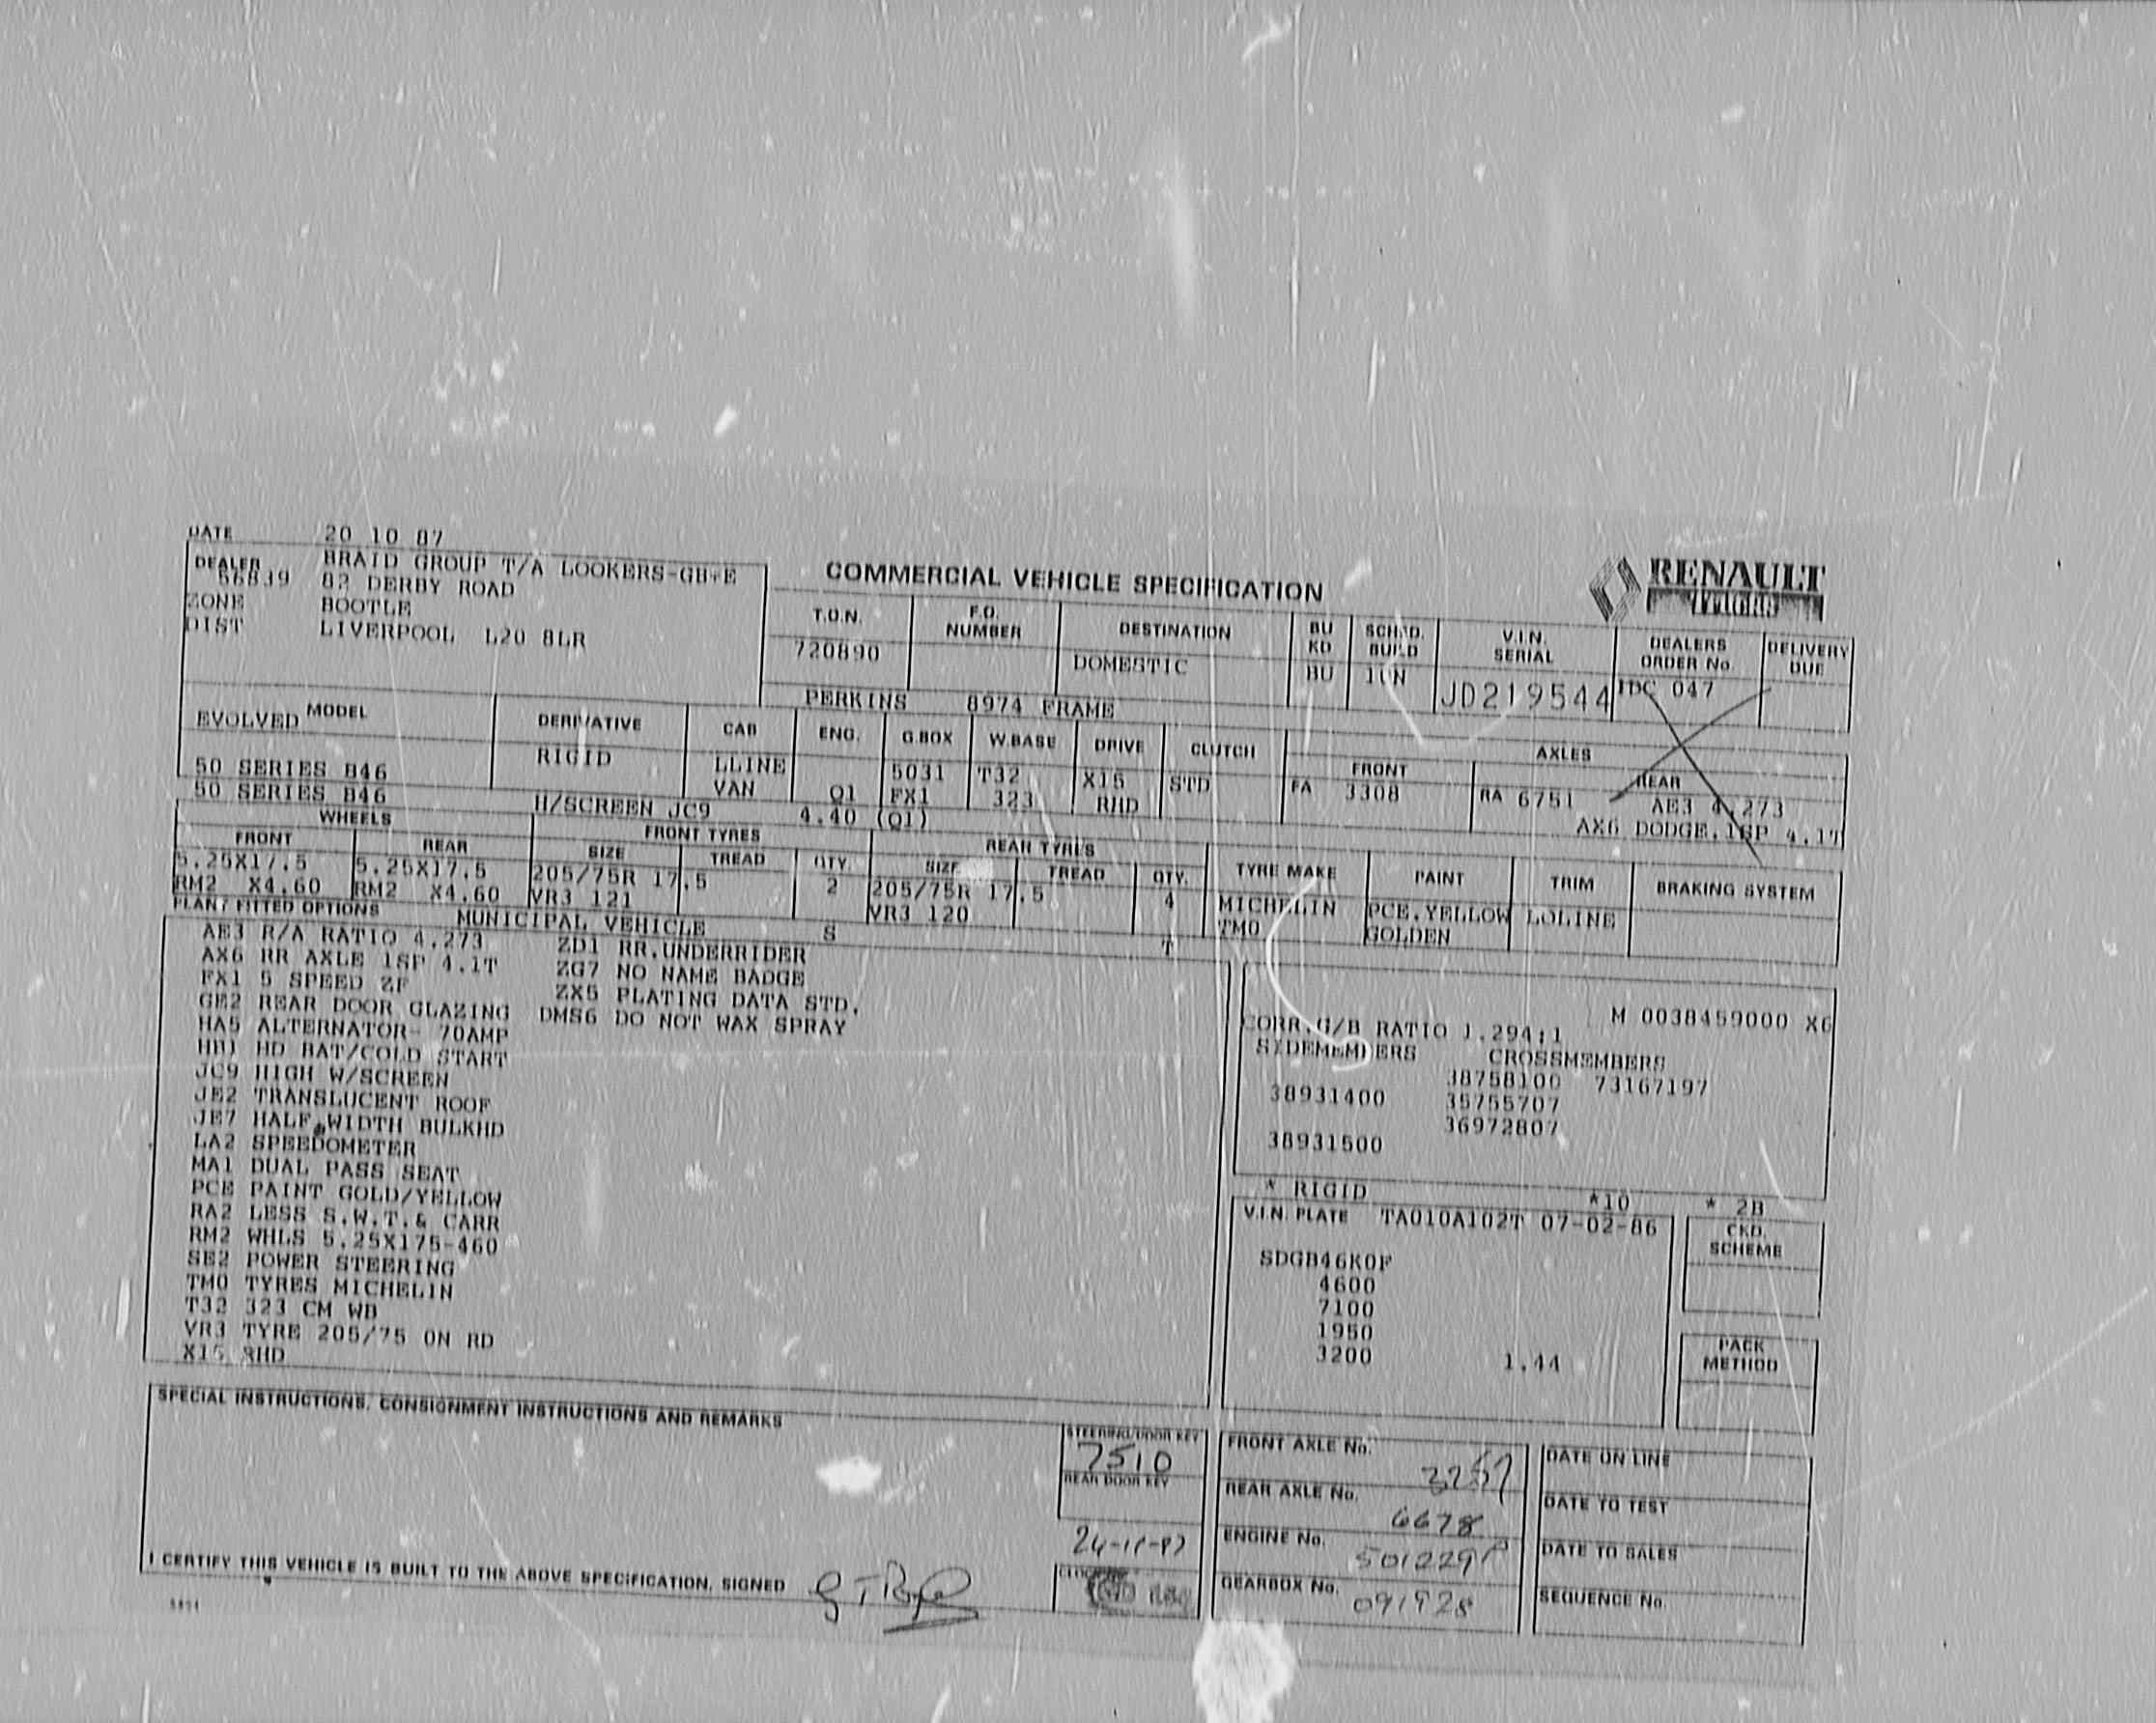 DATE 20 10 87
DEALER BRAID GROUP T/A LOOKERS-GB+E
56839 82 DERBY ROAD
ZONE BOOTLE
DIST LIVERPOOL L20 8LR
COMMERCIAL VEHICLE SPECIFICATION
RENAULT
TRUCKS
T.O.N. F.O. NUMBER DESTINATION BU KD SCHED. BUILD V.I.N. SERIAL DEALERS ORDER No. DELIVERY DUE
720890 DOMESTIC BU JD219544 IDC 047
PERKINS 8974 FRAME
MODEL DERIVATIVE CAB ENG. G.BOX W.BASE DRIVE CLUTCH AXLES
FRONT REAR
EVOLVED RIGID LLINE 5031 T32 X15 STD FA 3308 RA 6751 AE3 4.273
50 SERIES B46 VAN Q1 FX1 323 RHD AX6 DODGE.1SP 4.1T
50 SERIES B46 H/SCREEN JC9 4.40 (Q1)
WHEELS FRONT TYRES REAR TYRES
FRONT REAR SIZE TREAD QTY. SIZE TREAD QTY. TYRE MAKE PAINT TRIM BRAKING SYSTEM
5.25X17.5 5.25X17.5 205/75R 17.5 2 205/75R 17.5 4 MICHELIN PCE.YELLOW LOLINE
RM2 X4.60 RM2 X4.60 VR3 121 VR3 120 TM0 GOLDEN
PLANT FITTED OPTIONS MUNICIPAL VEHICLE S T
AE3 R/A RATIO 4.273 ZD1 RR.UNDERRIDER
AX6 RR AXLE 1SP 4.1T ZG7 NO NAME BADGE
FX1 5 SPEED ZF ZX5 PLATING DATA STD.
GE2 REAR DOOR GLAZING DMS6 DO NOT WAX SPRAY
HA5 ALTERNATOR- 70AMP
HB1 HD BAT/COLD START
JC9 HIGH W/SCREEN
JE2 TRANSLUCENT ROOF
JE7 HALF WIDTH BULKHD
LA2 SPEEDOMETER
MA1 DUAL PASS SEAT
PCE PAINT GOLD/YELLOW
RA2 LESS S.W.T.& CARR
RM2 WHLS 5.25X175-460
SE2 POWER STEERING
TM0 TYRES MICHELIN
T32 323 CM WB
VR3 TYRE 205/75 ON RD
X15 RHD
M 0038459000 X6
CORR.G/B RATIO 1.294;1
SIDEMEMBERS CROSSMEMBERS
38758100 73167197
38931400 35755707
36972807
38931500
* RIGID *10 * 2B
V.I.N. PLATE TA010A102T 07-02-86
CKD. SCHEME
SDGB46K0F
4600
7100
1950
3200 1.44
PACK METHOD
SPECIAL INSTRUCTIONS, CONSIGNMENT INSTRUCTIONS AND REMARKS
STEERING/DOOR KEY
7510
REAR DOOR KEY
FRONT AXLE No. 3257
REAR AXLE No. 6678
ENGINE No.
GEARBOX No. 091928
DATE ON LINE
DATE TO TEST
DATE TO SALES
SEQUENCE No.
I CERTIFY THIS VEHICLE IS BUILT TO THE ABOVE SPECIFICATION, SIGNED